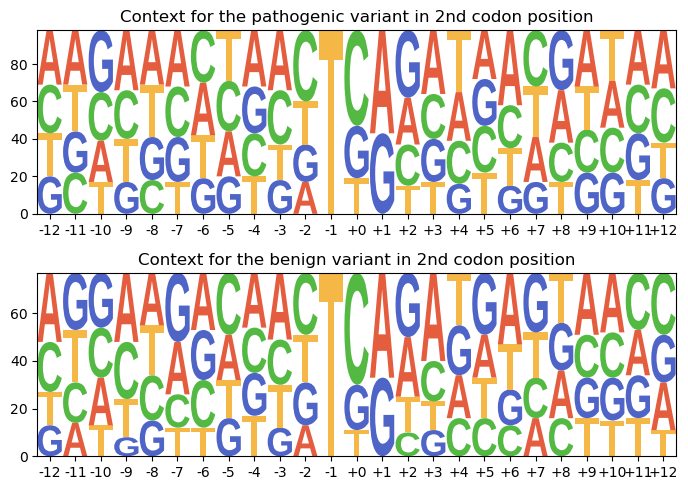 Context for the pathogenic variant in 2nd codon position
80
60
40
20
0
-12 -11 -10 -9 -8 -7 -6 -5 -4 -3 -2 -1 +0 +1 +2 +3 +4 +5 +6 +7 +8 +9 +10 +11 +12
Context for the benign variant in 2nd codon position
60
40
20
0
-12 -11 -10 -9 -8 -7 -6 -5 -4 -3 -2 -1 +0 +1 +2 +3 +4 +5 +6 +7 +8 +9 +10 +11 +12